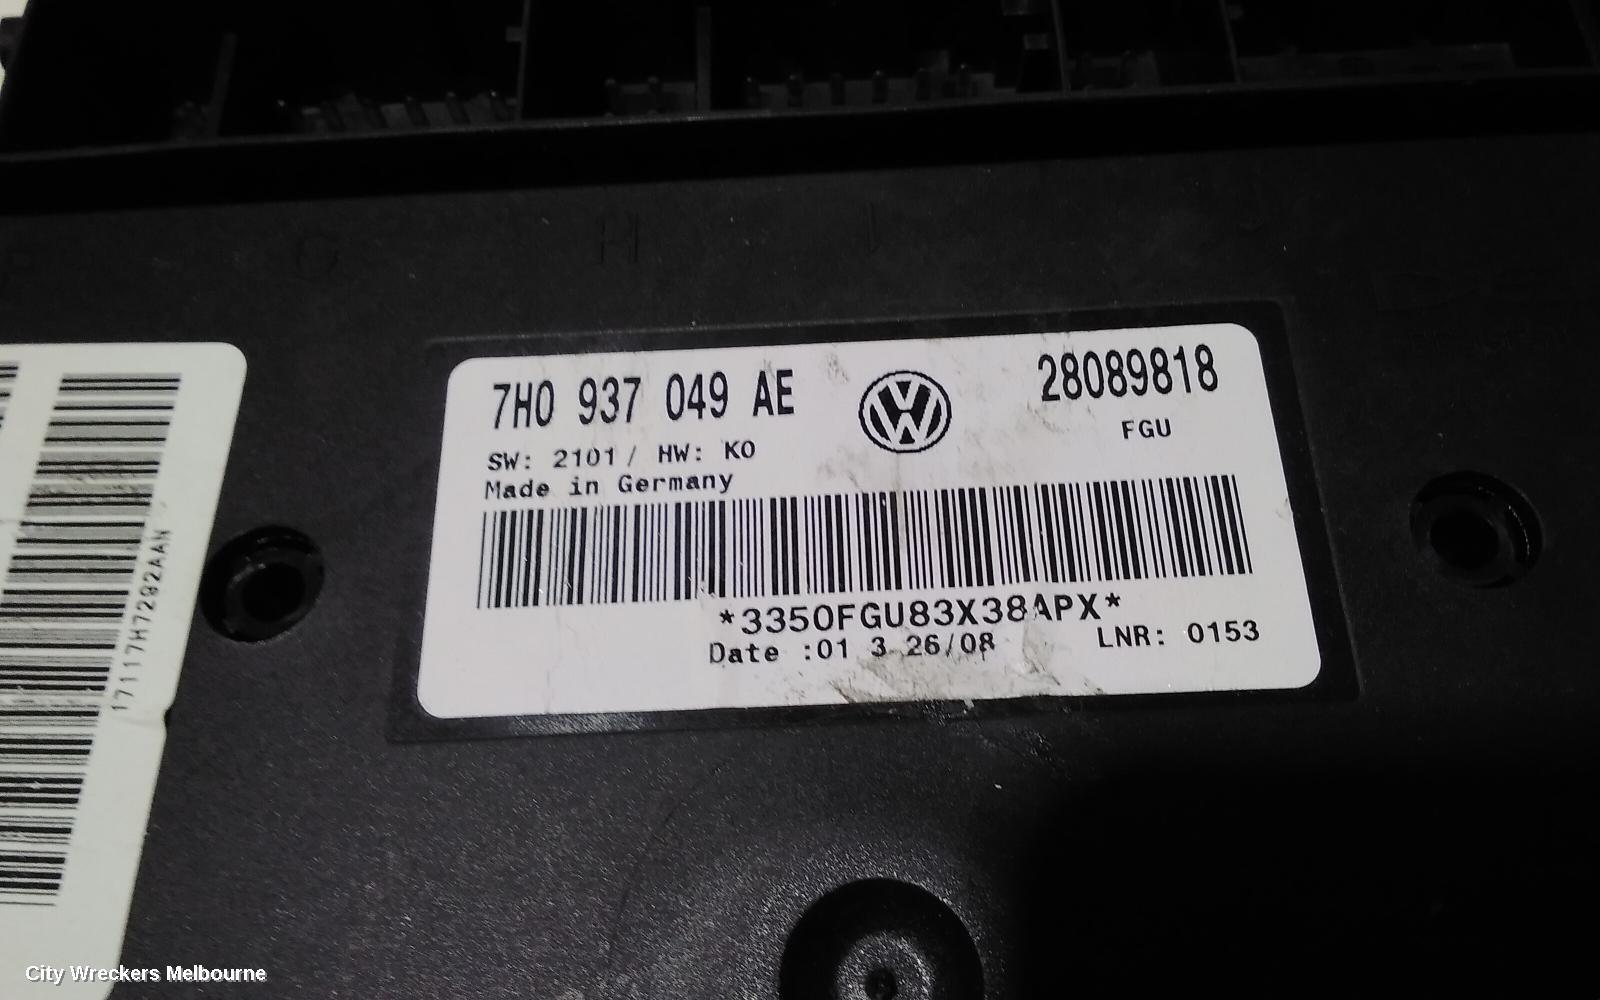 G H I
7H0 937 049 AE
28089818
FGU
SW: 2101/ HW: K0
Made in Germany
*3350FGU83X38APX*
Date :01 3 26/08
LNR: 0153
17117H7292AAN
City Wreckers Melbourne